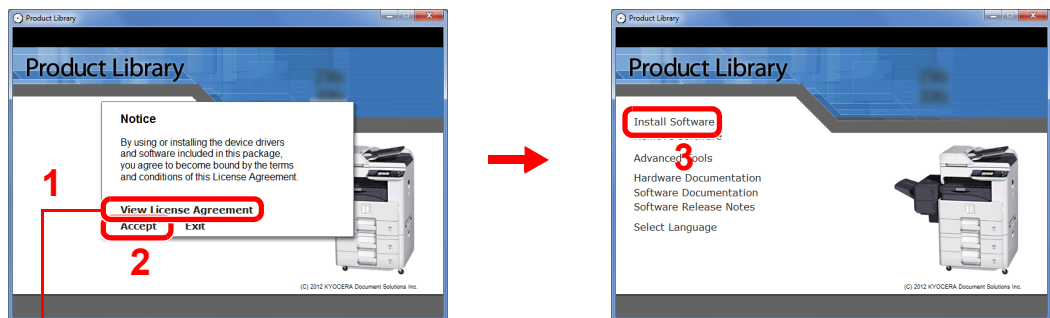 Product Library
Product Library
Notice
By using or installing the device drivers
and software included in this package,
you agree to become bound by the terms
and conditions of this License Agreement.
1
View License Agreement
Accept
Exit
2
(C) 2012 KYOCERA Document Solutions Inc.
Product Library
Product Library
Install Software
Remove Software
3
Advanced Tools
Hardware Documentation
Software Documentation
Software Release Notes
Select Language
(C) 2012 KYOCERA Document Solutions Inc.